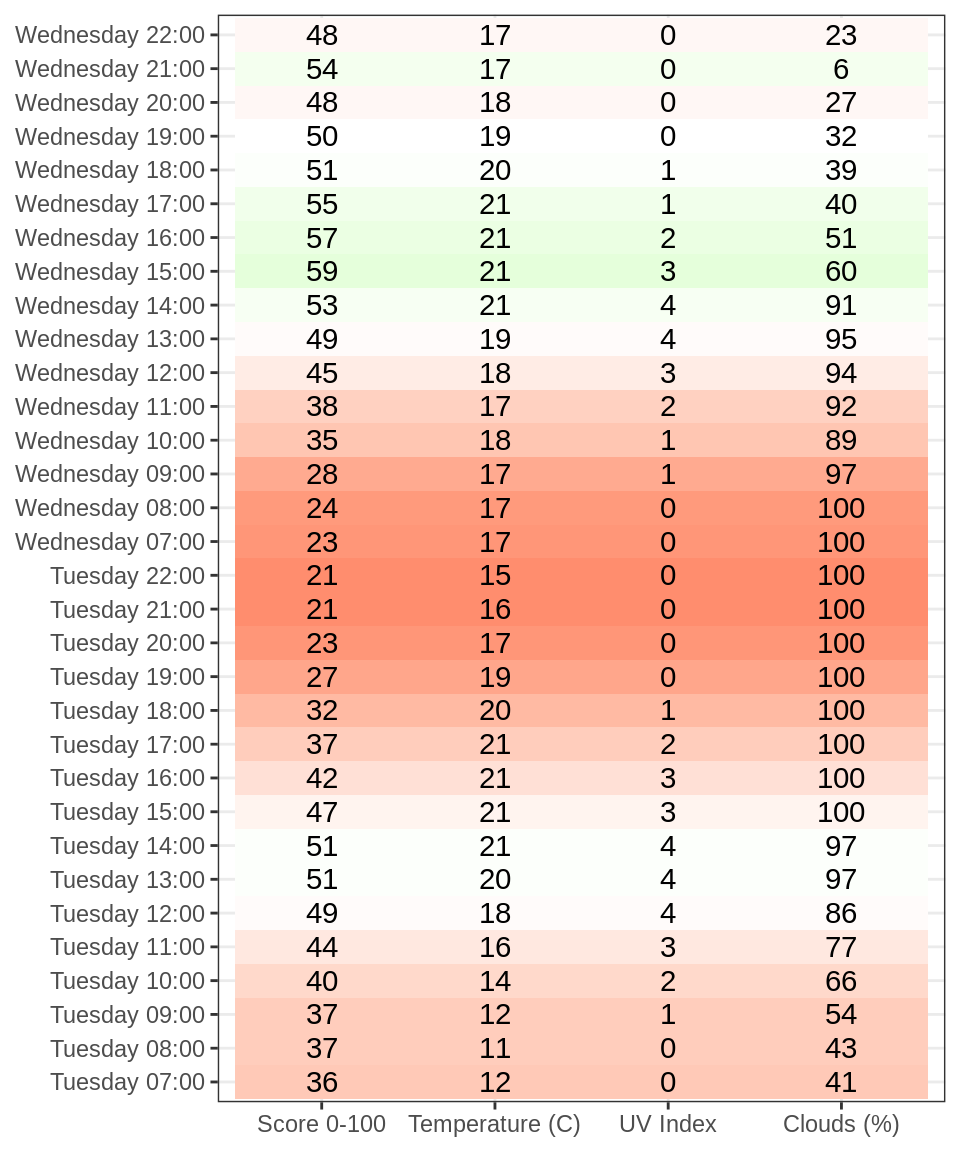 Wednesday 22:00 48 17 0 23
Wednesday 21:00 54 17 0 6
Wednesday 20:00 48 18 0 27
Wednesday 19:00 50 19 0 32
Wednesday 18:00 51 20 1 39
Wednesday 17:00 55 21 1 40
Wednesday 16:00 57 21 2 51
Wednesday 15:00 59 21 3 60
Wednesday 14:00 53 21 4 91
Wednesday 13:00 49 19 4 95
Wednesday 12:00 45 18 3 94
Wednesday 11:00 38 17 2 92
Wednesday 10:00 35 18 1 89
Wednesday 09:00 28 17 1 97
Wednesday 08:00 24 17 0 100
Wednesday 07:00 23 17 0 100
Tuesday 22:00 21 15 0 100
Tuesday 21:00 21 16 0 100
Tuesday 20:00 23 17 0 100
Tuesday 19:00 27 19 0 100
Tuesday 18:00 32 20 1 100
Tuesday 17:00 37 21 2 100
Tuesday 16:00 42 21 3 100
Tuesday 15:00 47 21 3 100
Tuesday 14:00 51 21 4 97
Tuesday 13:00 51 20 4 97
Tuesday 12:00 49 18 4 86
Tuesday 11:00 44 16 3 77
Tuesday 10:00 40 14 2 66
Tuesday 09:00 37 12 1 54
Tuesday 08:00 37 11 0 43
Tuesday 07:00 36 12 0 41
Score 0-100 Temperature (C) UV Index Clouds (%)